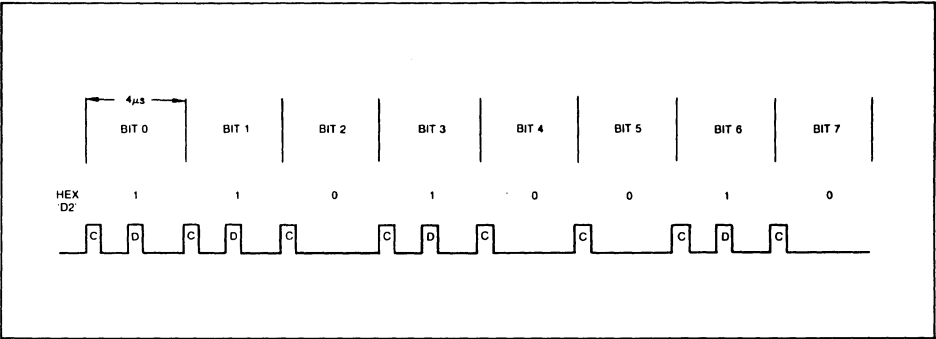 4µs
BIT 0 BIT 1 BIT 2 BIT 3 BIT 4 BIT 5 BIT 6 BIT 7
HEX 1 1 0 1 0 0 1 0
'D2'
C D C D C C D C C C D C